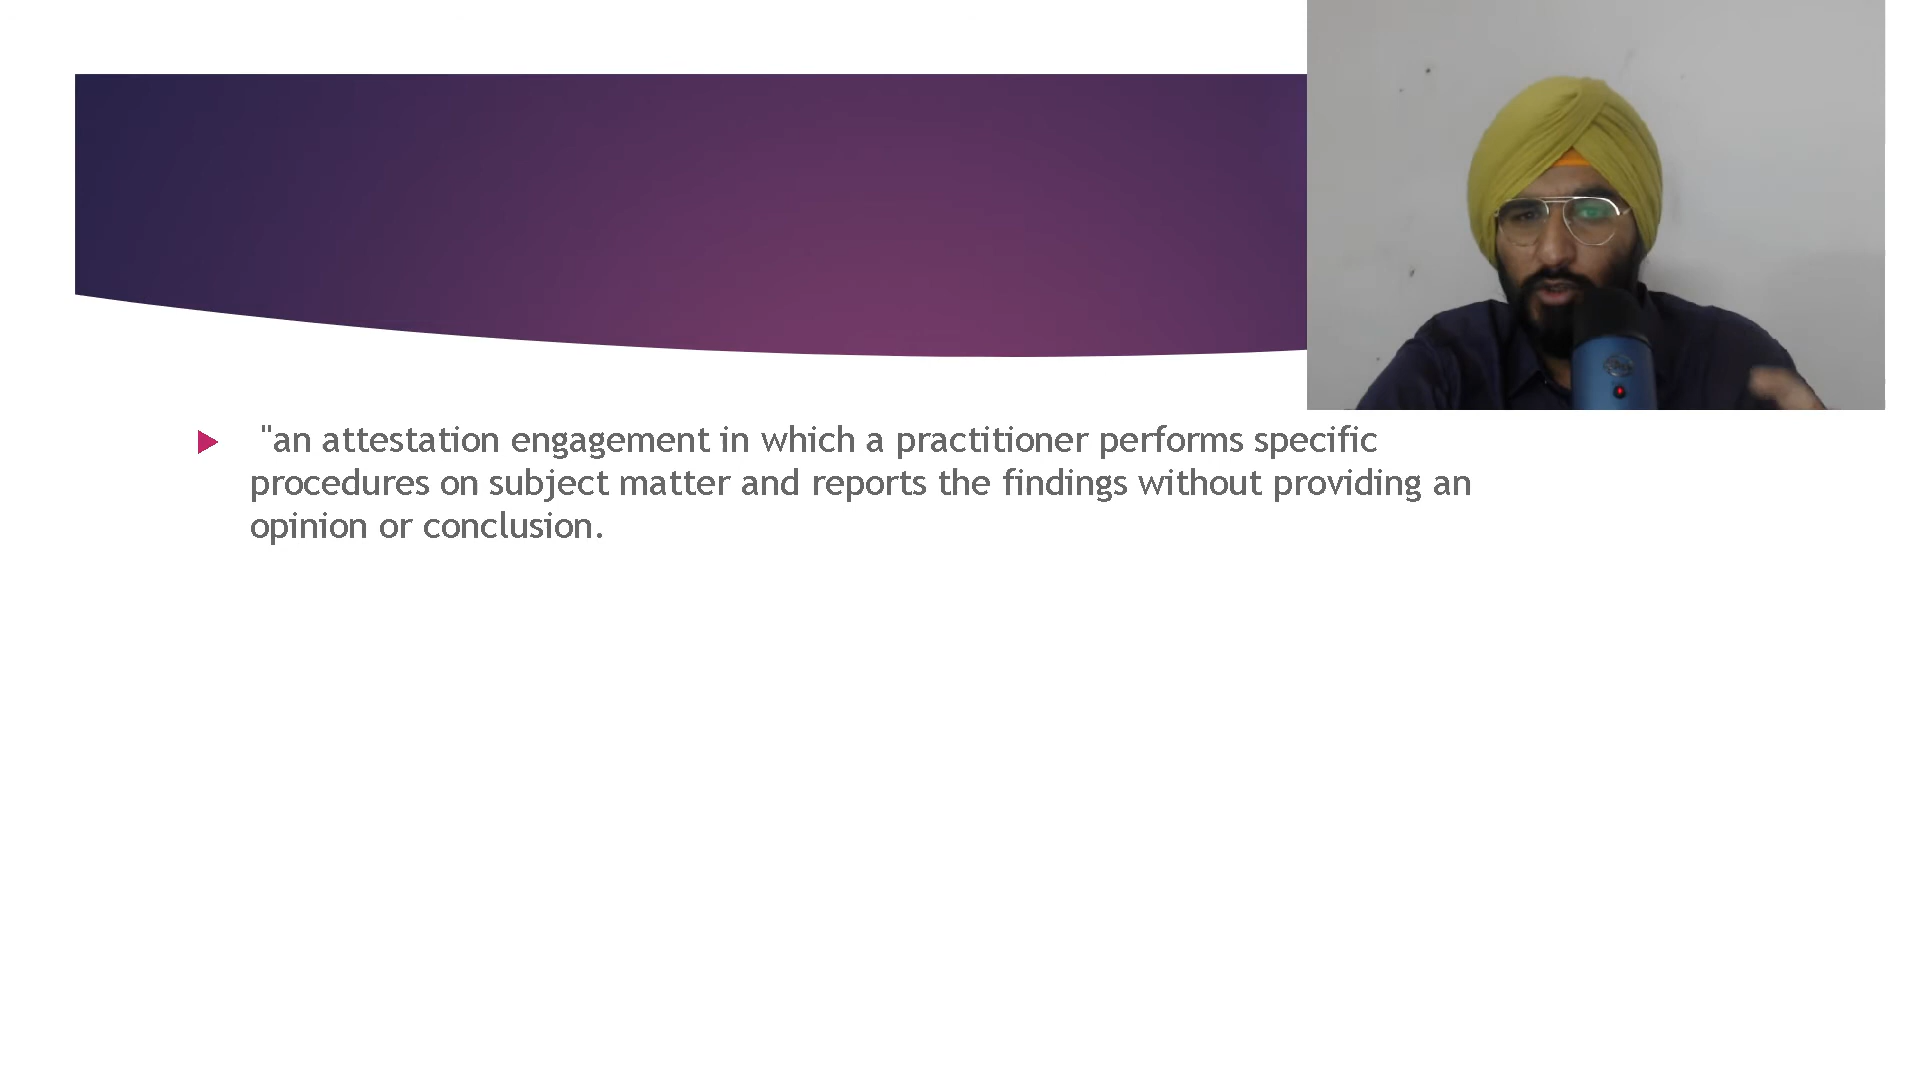 "an attestation engagement in which a practitioner performs specific
procedures on subject matter and reports the findings without providing an
opinion or conclusion.